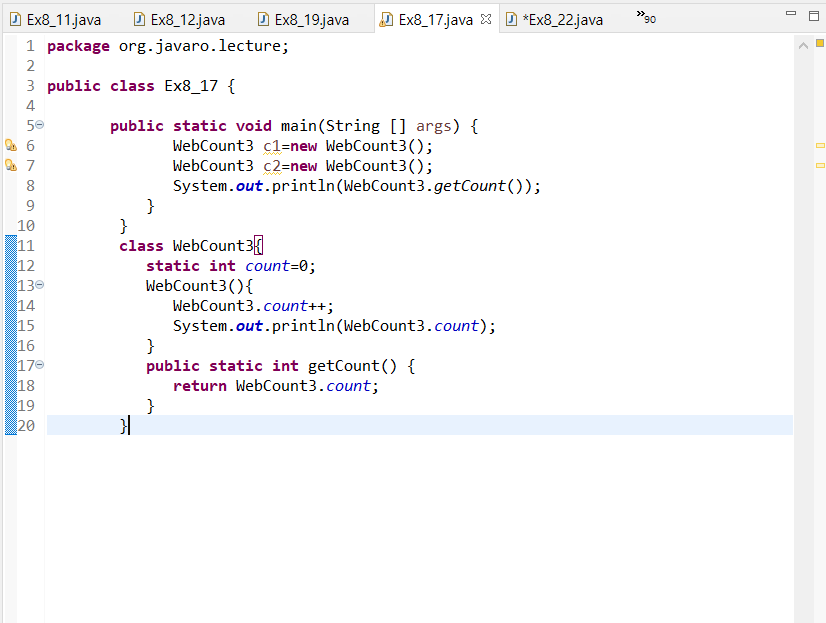 Ex8_11.java Ex8_12.java Ex8_19.java Ex8_17.java *Ex8_22.java »90
1 package org.javaro.lecture;
2
3 public class Ex8_17 {
4
5 public static void main(String [] args) {
6 WebCount3 c1=new WebCount3();
7 WebCount3 c2=new WebCount3();
8 System.out.println(WebCount3.getCount());
9 }
10 }
11 class WebCount3{
12 static int count=0;
13 WebCount3(){
14 WebCount3.count++;
15 System.out.println(WebCount3.count);
16 }
17 public static int getCount() {
18 return WebCount3.count;
19 }
20 }